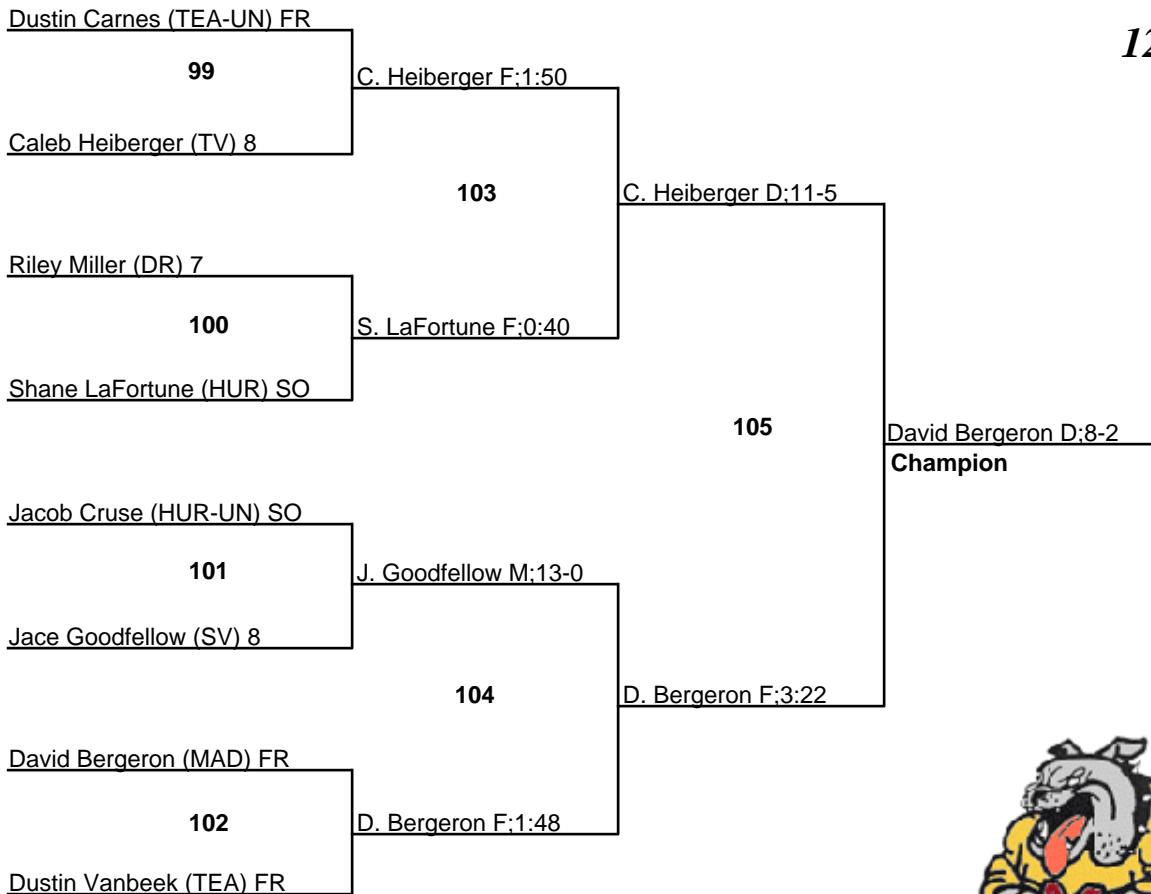 Dustin Carnes (TEA-UN) FR
12
99
C. Heiberger F;1:50
Caleb Heiberger (TV) 8
103
C. Heiberger D;11-5
Riley Miller (DR) 7
100
S. LaFortune F;0:40
Shane LaFortune (HUR) SO
105
David Bergeron D;8-2
Champion
Jacob Cruse (HUR-UN) SO
101
J. Goodfellow M;13-0
Jace Goodfellow (SV) 8
104
D. Bergeron F;3:22
David Bergeron (MAD) FR
102
D. Bergeron F;1:48
Dustin Vanbeek (TEA) FR